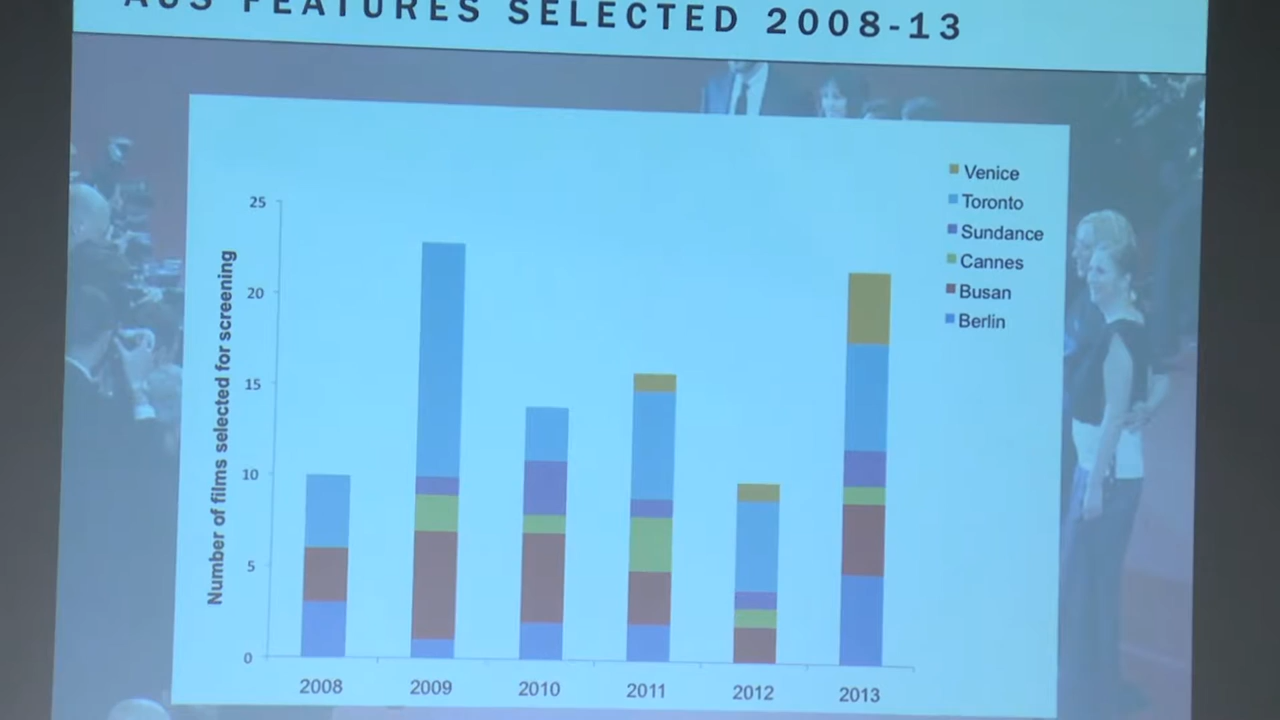 AUS FEATURES SELECTED 2008-13
Venice
Toronto
Sundance
Cannes
Busan
Berlin
Number of films selected for screening
25
20
15
10
5
0
2008 2009 2010 2011 2012 2013